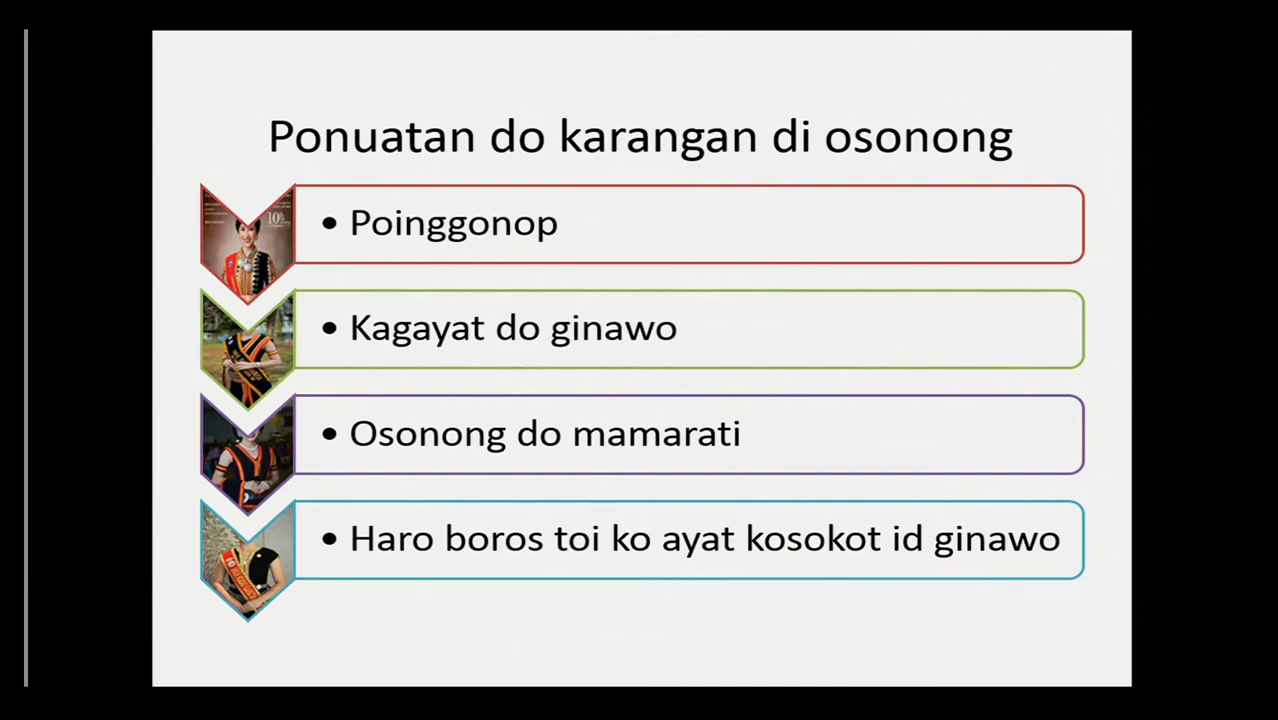 Ponuatan do karangan di osonong
• Poinggonop
• Kagayat do ginawo
• Osonong do mamarati
• Haro boros toi ko ayat kosokot id ginawo